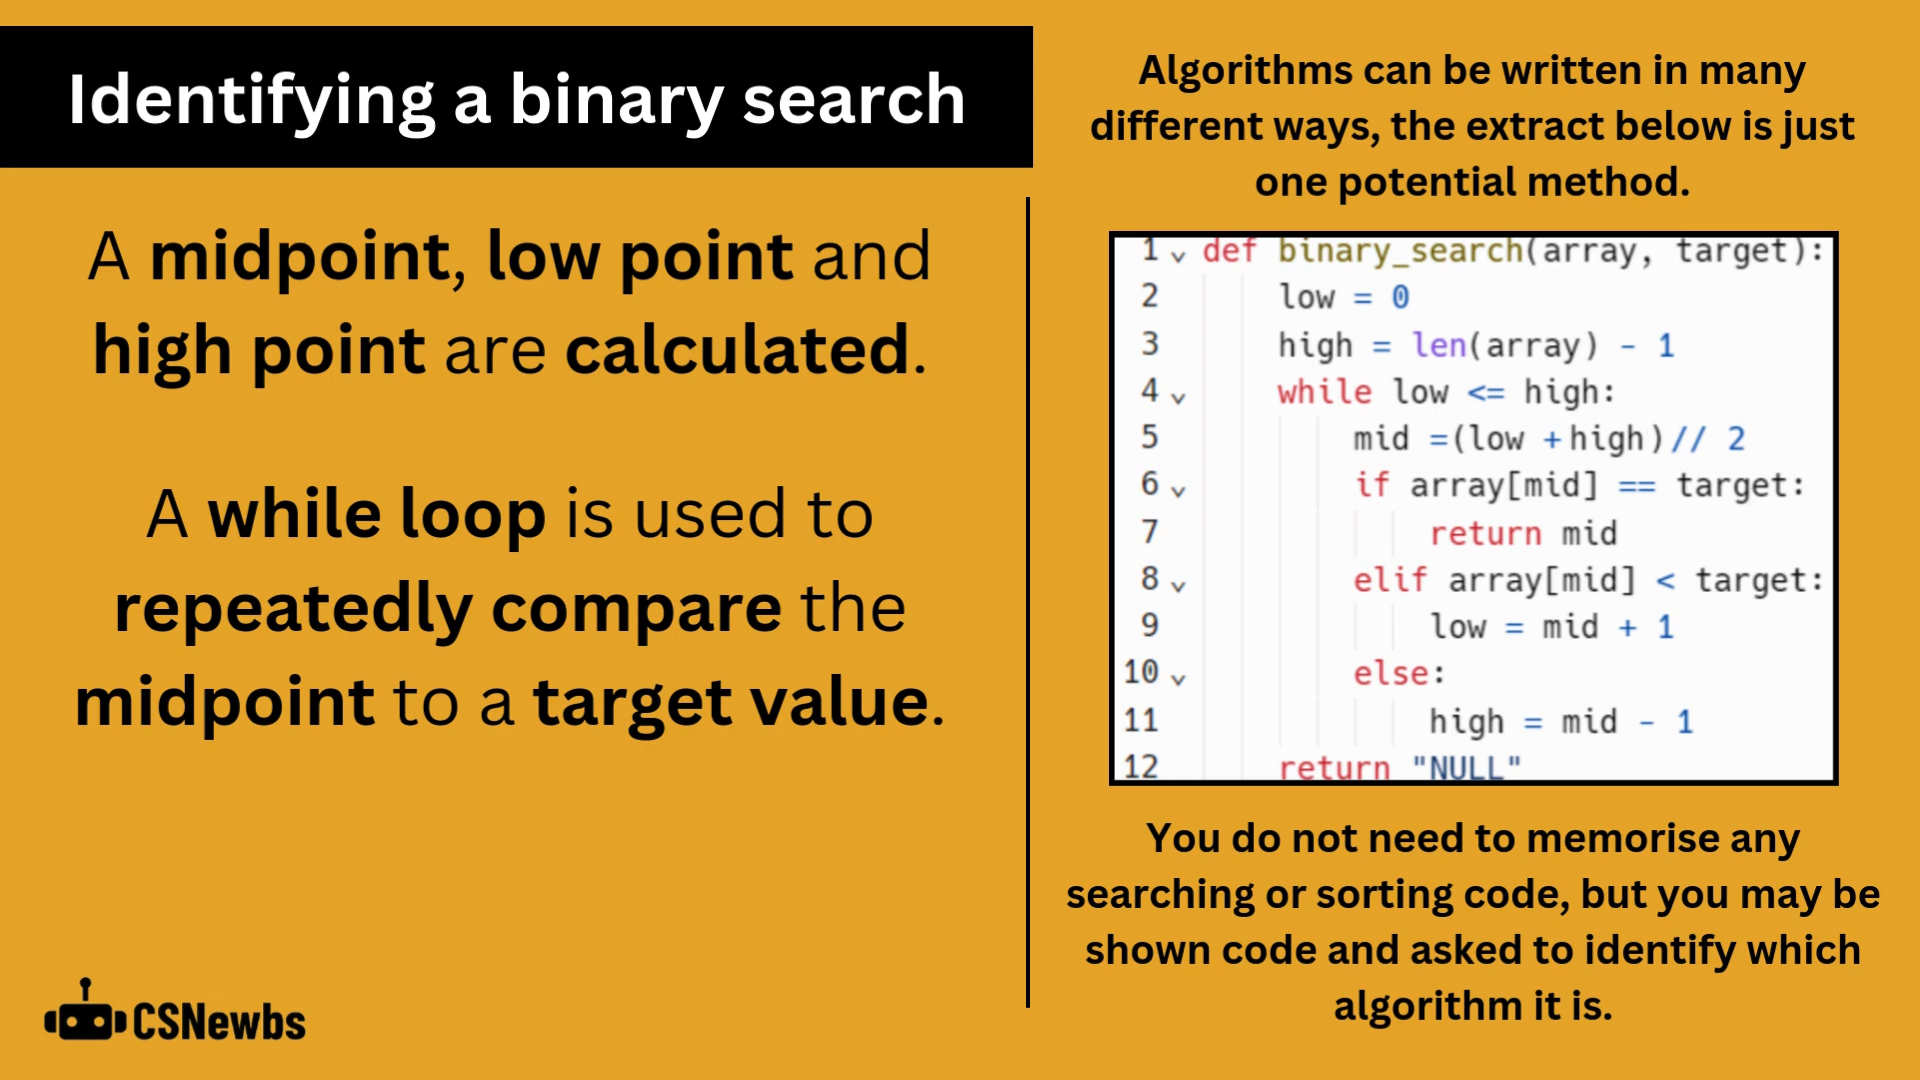 Identifying a binary search
A midpoint, low point and
high point are calculated.
A while loop is used to
repeatedly compare the
midpoint to a target value.
CSNewbs
Algorithms can be written in many
different ways, the extract below is just
one potential method.
1 def binary_search(array, target):
2 low = 0
3 high = len(array) - 1
4 while low <= high:
5 mid =(low +high)// 2
6 if array[mid] == target:
7 return mid
8 elif array[mid] < target:
9 low = mid + 1
10 else:
11 high = mid - 1
12 return "NULL"
You do not need to memorise any
searching or sorting code, but you may be
shown code and asked to identify which
algorithm it is.